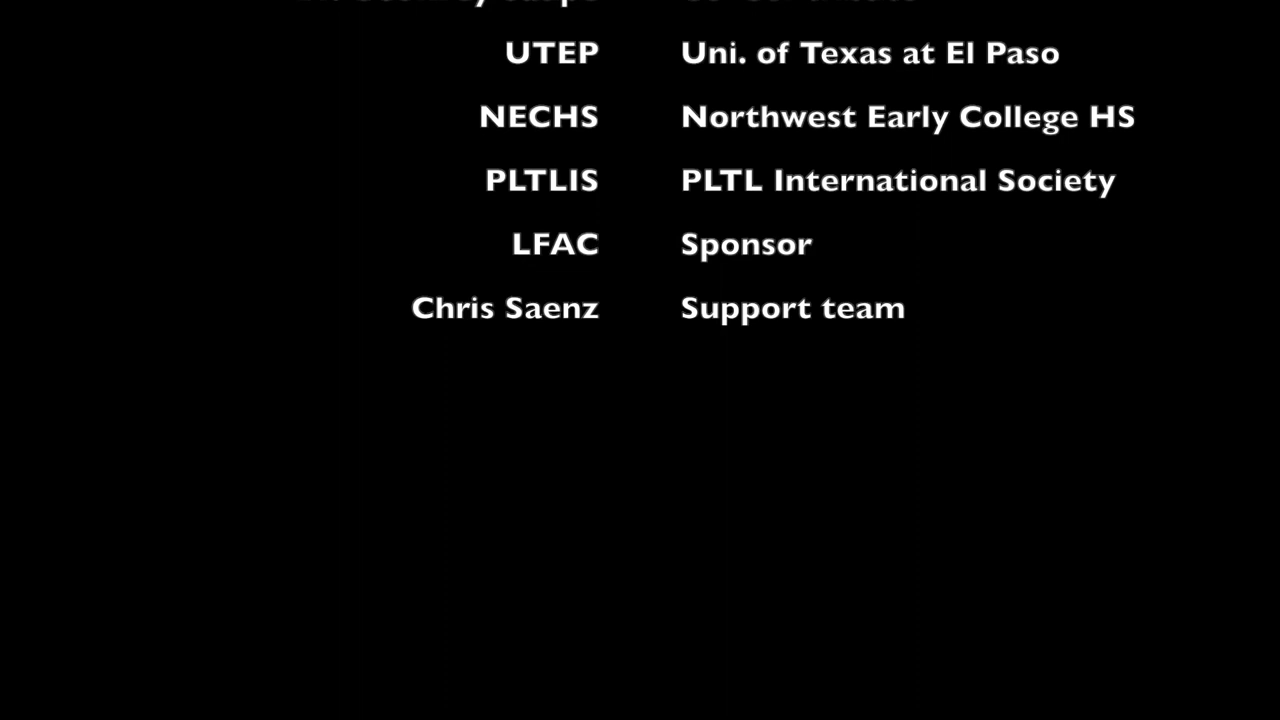 UTEP Uni. of Texas at El Paso
NECHS Northwest Early College HS
PLTLIS PLTL International Society
LFAC Sponsor
Chris Saenz Support team